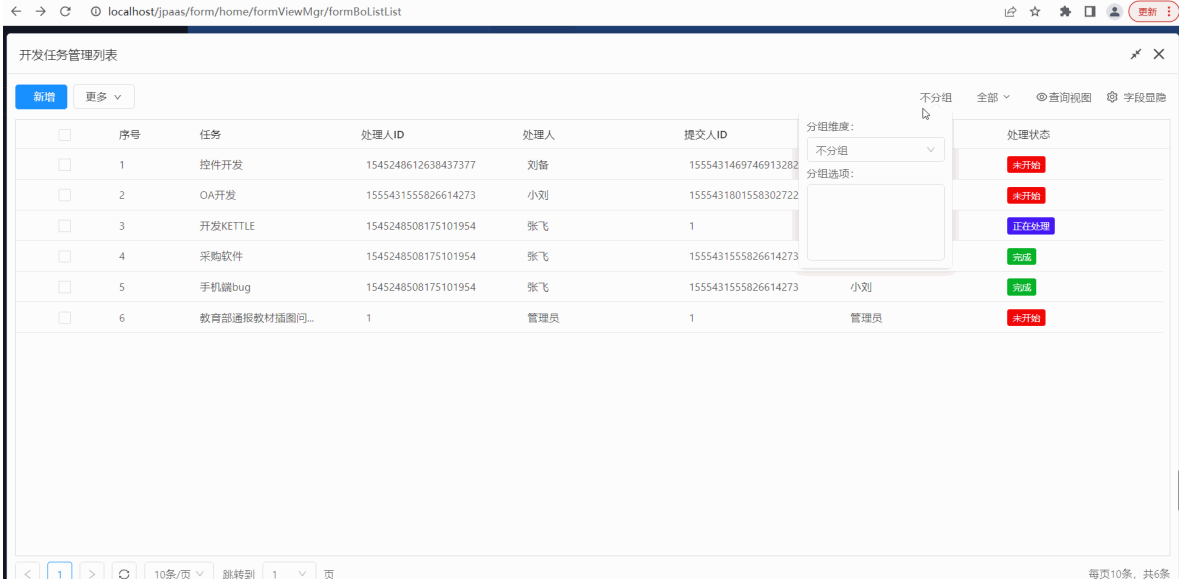 localhost/jpaas/form/home/formViewMgr/formBoListList 更新
开发任务管理列表
新增 更多 不分组 全部 查询视图 字段显隐
序号 任务 处理人ID 处理人 提交人ID 处理状态
分组维度：
不分组
分组选项：
1 控件开发 1545248612638437377 刘备 1555431469746913282 未开始
2 OA开发 1555431555826614273 小刘 1555431801558302722 未开始
3 开发KETTLE 1545248508175101954 张飞 1 正在处理
4 采购软件 1545248508175101954 张飞 1555431555826614273 完成
5 手机端bug 1545248508175101954 张飞 1555431555826614273 小刘 完成
6 教育部通报教材插图问... 1 管理员 1 管理员 未开始
1 10条/页 跳转到 1 页 每页10条，共6条